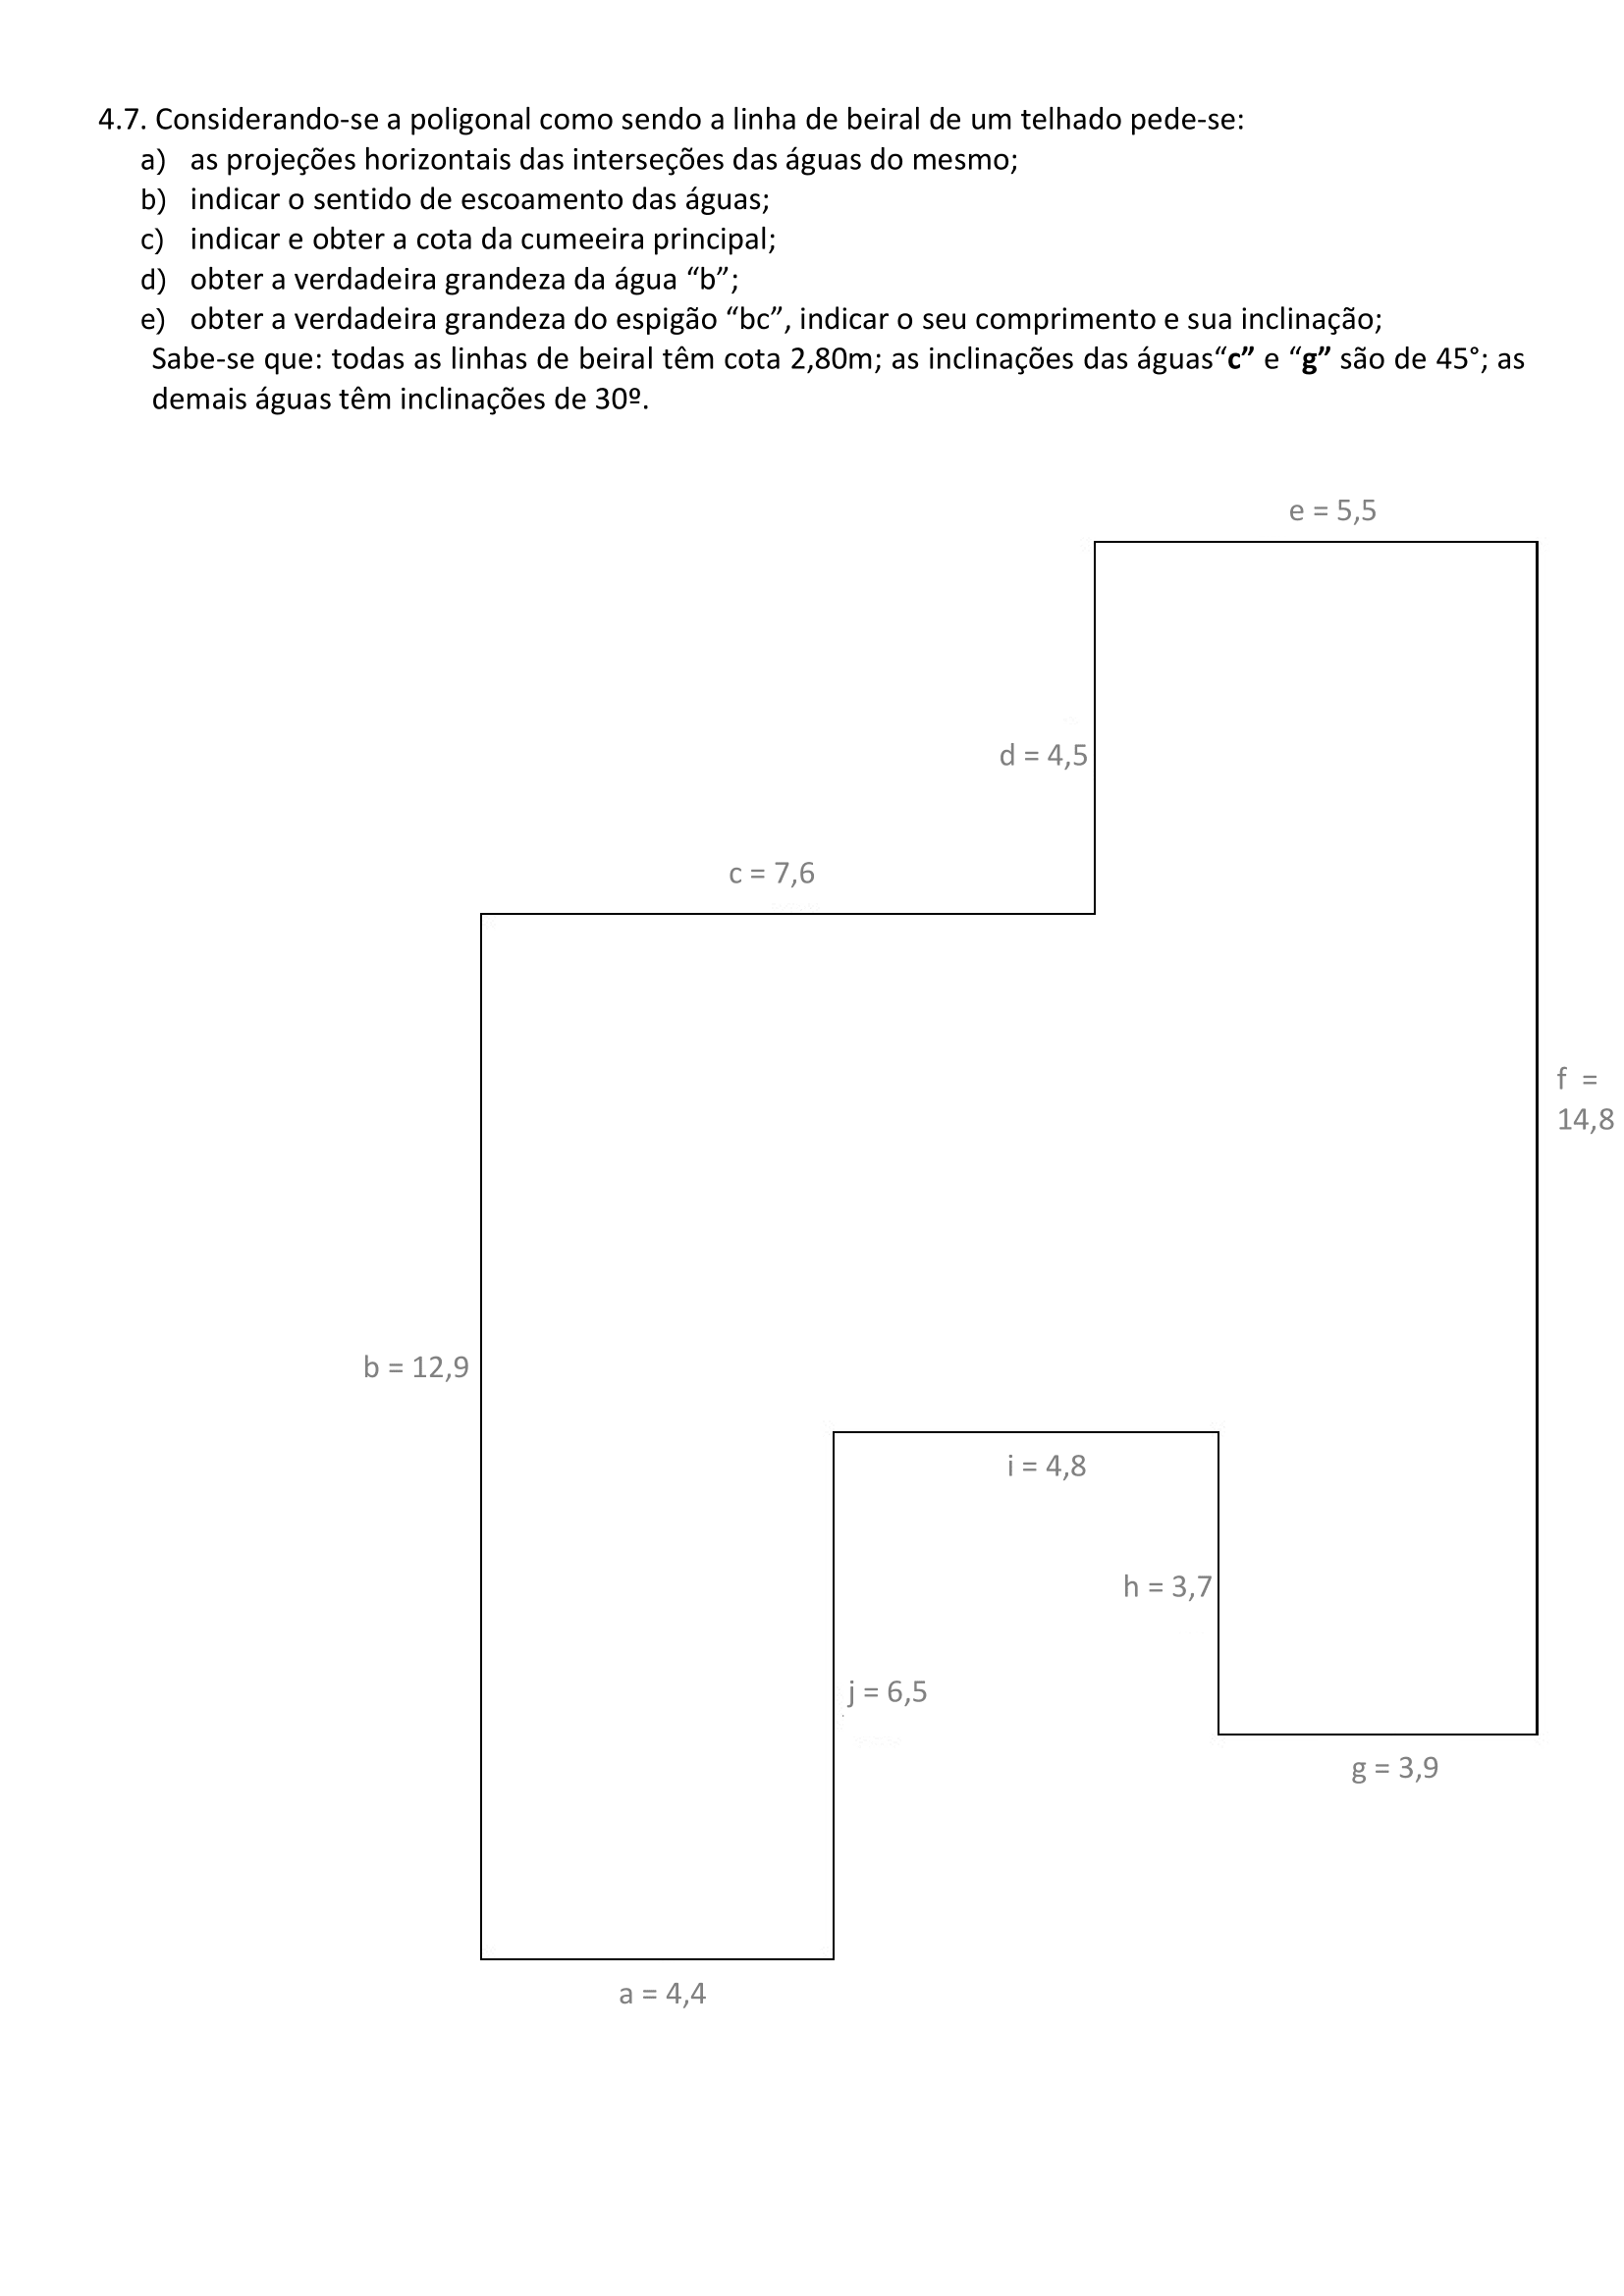 4.7. Considerando-se a poligonal como sendo a linha de beiral de um telhado pede-se:
a) as projeções horizontais das interseções das águas do mesmo;
b) indicar o sentido de escoamento das águas;
c) indicar e obter a cota da cumeeira principal;
d) obter a verdadeira grandeza da água “b”;
e) obter a verdadeira grandeza do espigão “bc”, indicar o seu comprimento e sua inclinação;
Sabe-se que: todas as linhas de beiral têm cota 2,80m; as inclinações das águas“c” e “g” são de 45°; as
demais águas têm inclinações de 30º.
e = 5,5
d = 4,5
c = 7,6
f =
14,8
b = 12,9
i = 4,8
h = 3,7
j = 6,5
g = 3,9
a = 4,4